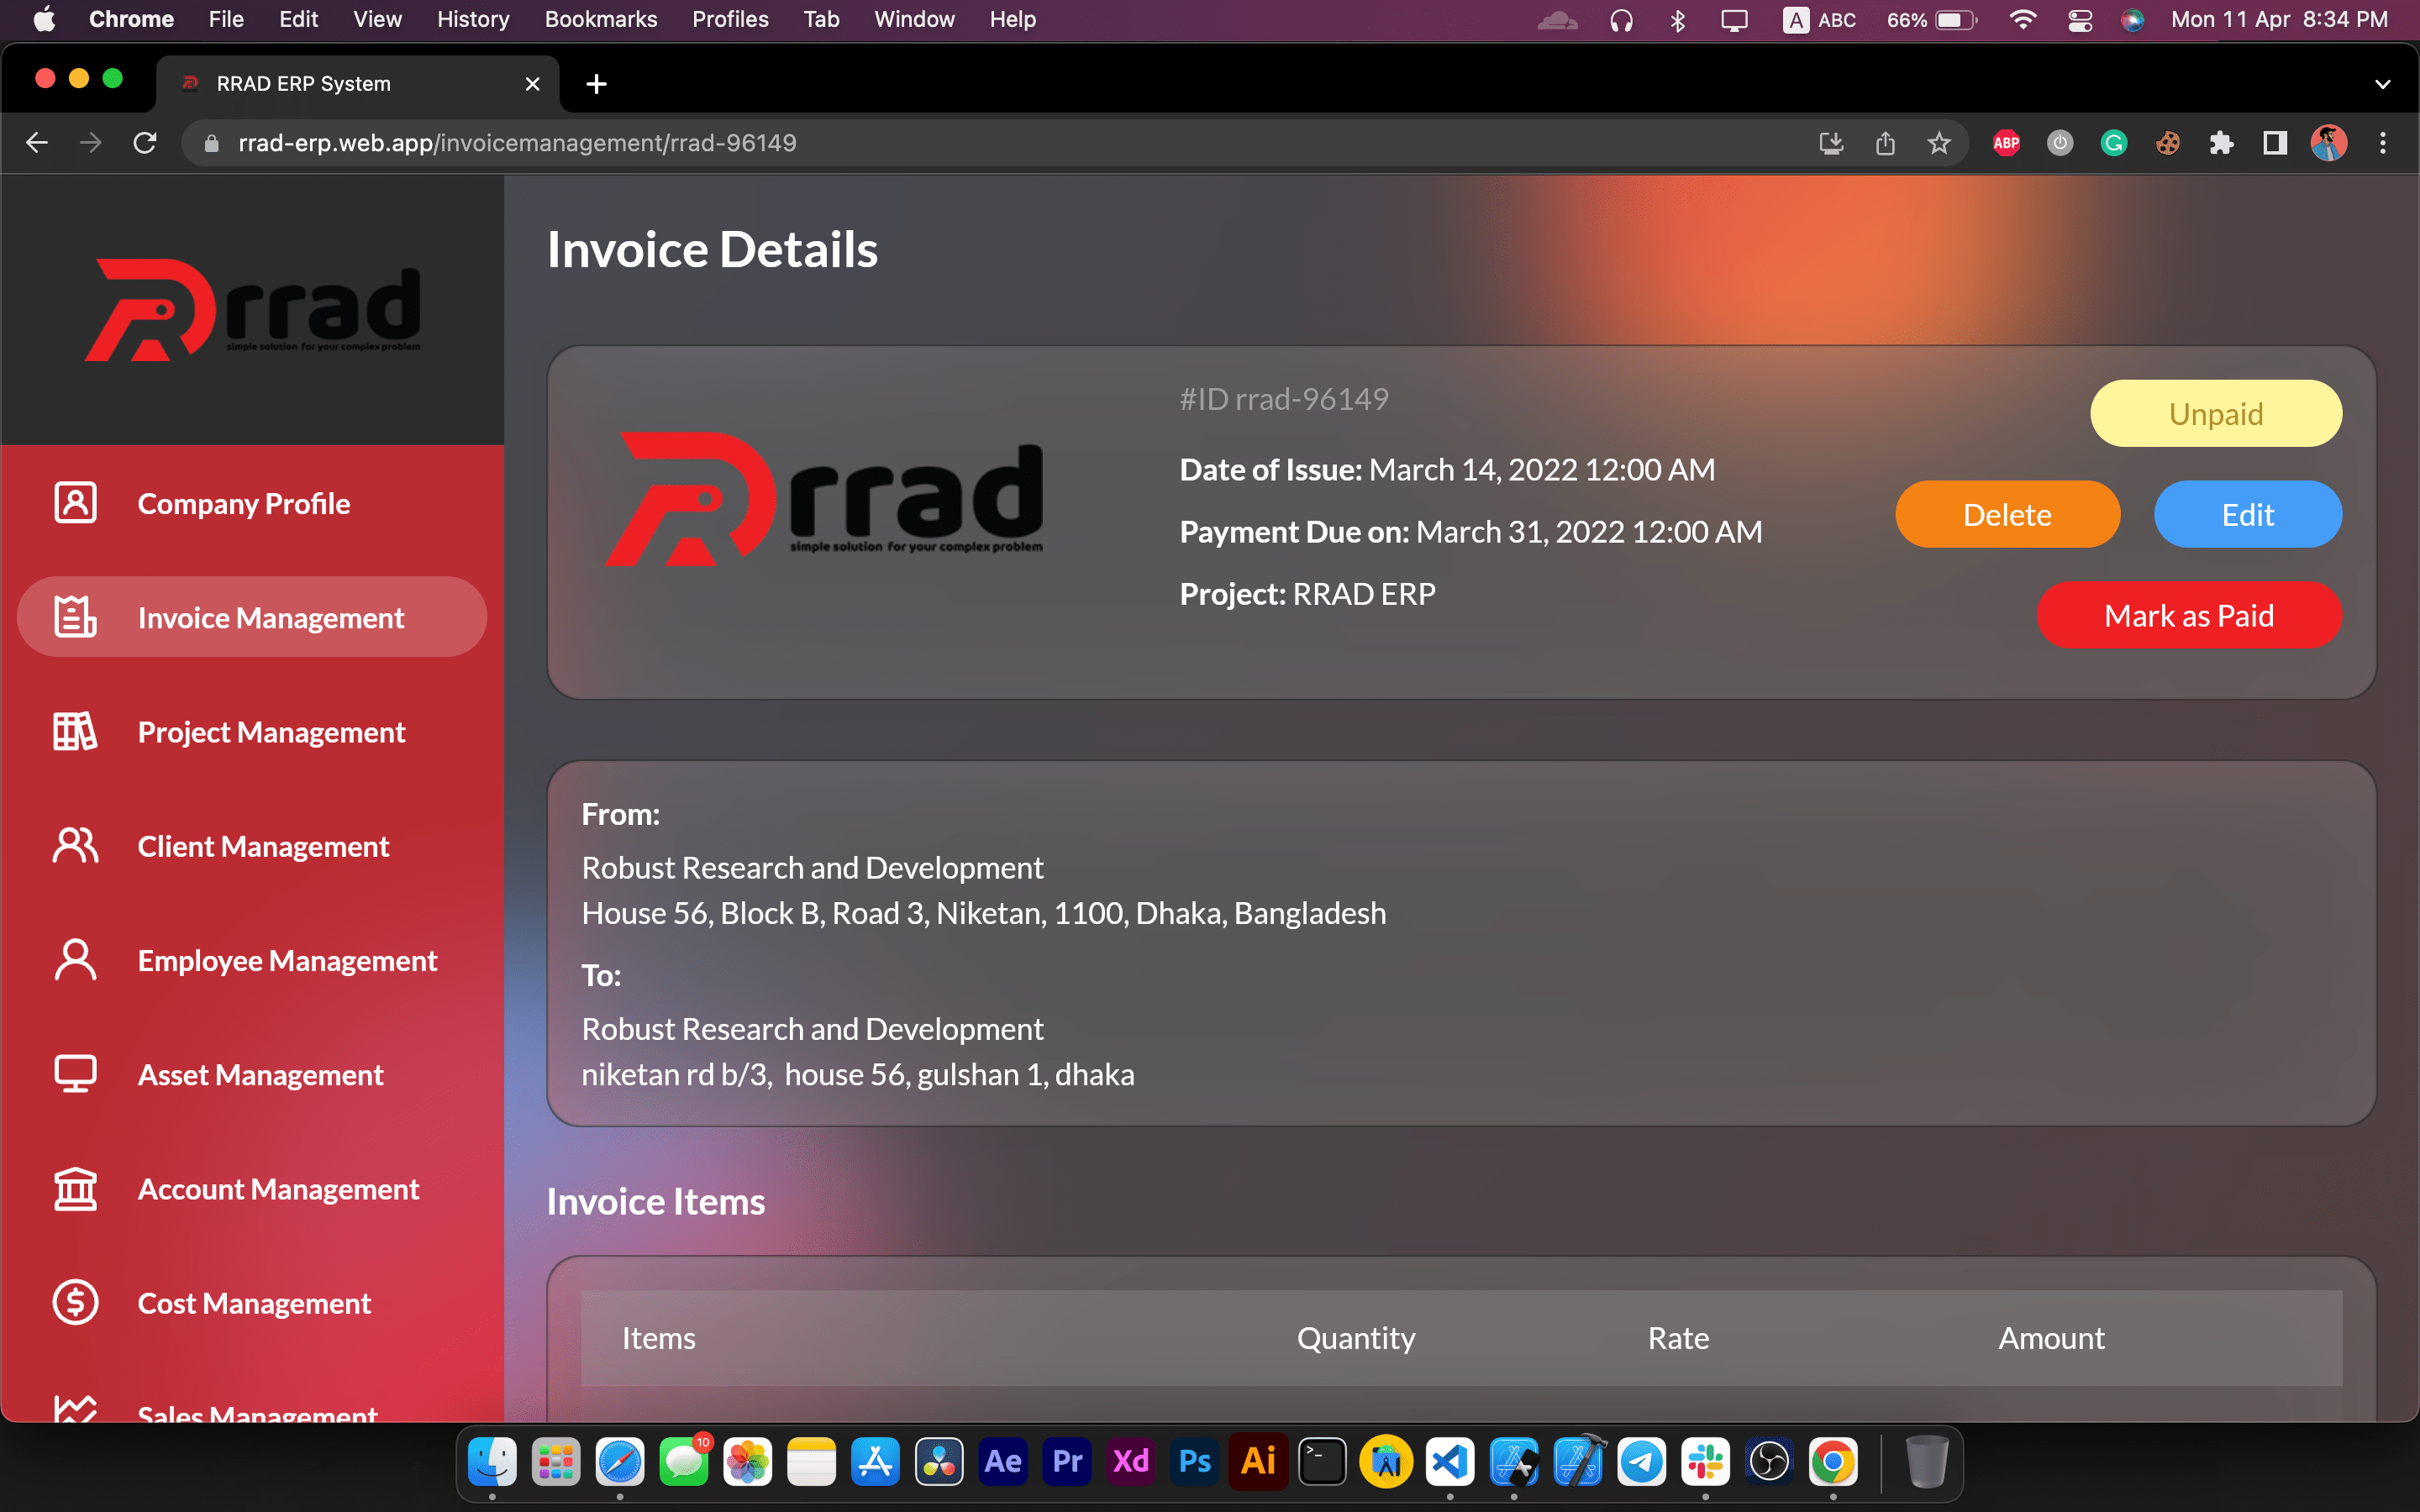 Chrome File Edit View History Bookmarks Profiles Tab Window Help A ABC 66% Mon 11 Apr 8:34 PM
RRAD ERP System
rrad-erp.web.app/invoicemanagement/rrad-96149 ABP
rrad
simple solution for your complex problem
Company Profile
Invoice Management
Project Management
Client Management
Employee Management
Asset Management
Account Management
Cost Management
Sales Management
Invoice Details
rrad
simple solution for your complex problem
#ID rrad-96149
Date of Issue: March 14, 2022 12:00 AM
Payment Due on: March 31, 2022 12:00 AM
Project: RRAD ERP
Unpaid
Delete Edit
Mark as Paid
From:
Robust Research and Development
House 56, Block B, Road 3, Niketan, 1100, Dhaka, Bangladesh
To:
Robust Research and Development
niketan rd b/3, house 56, gulshan 1, dhaka
Invoice Items
Items Quantity Rate Amount
10 Ae Pr Xd Ps Ai >_